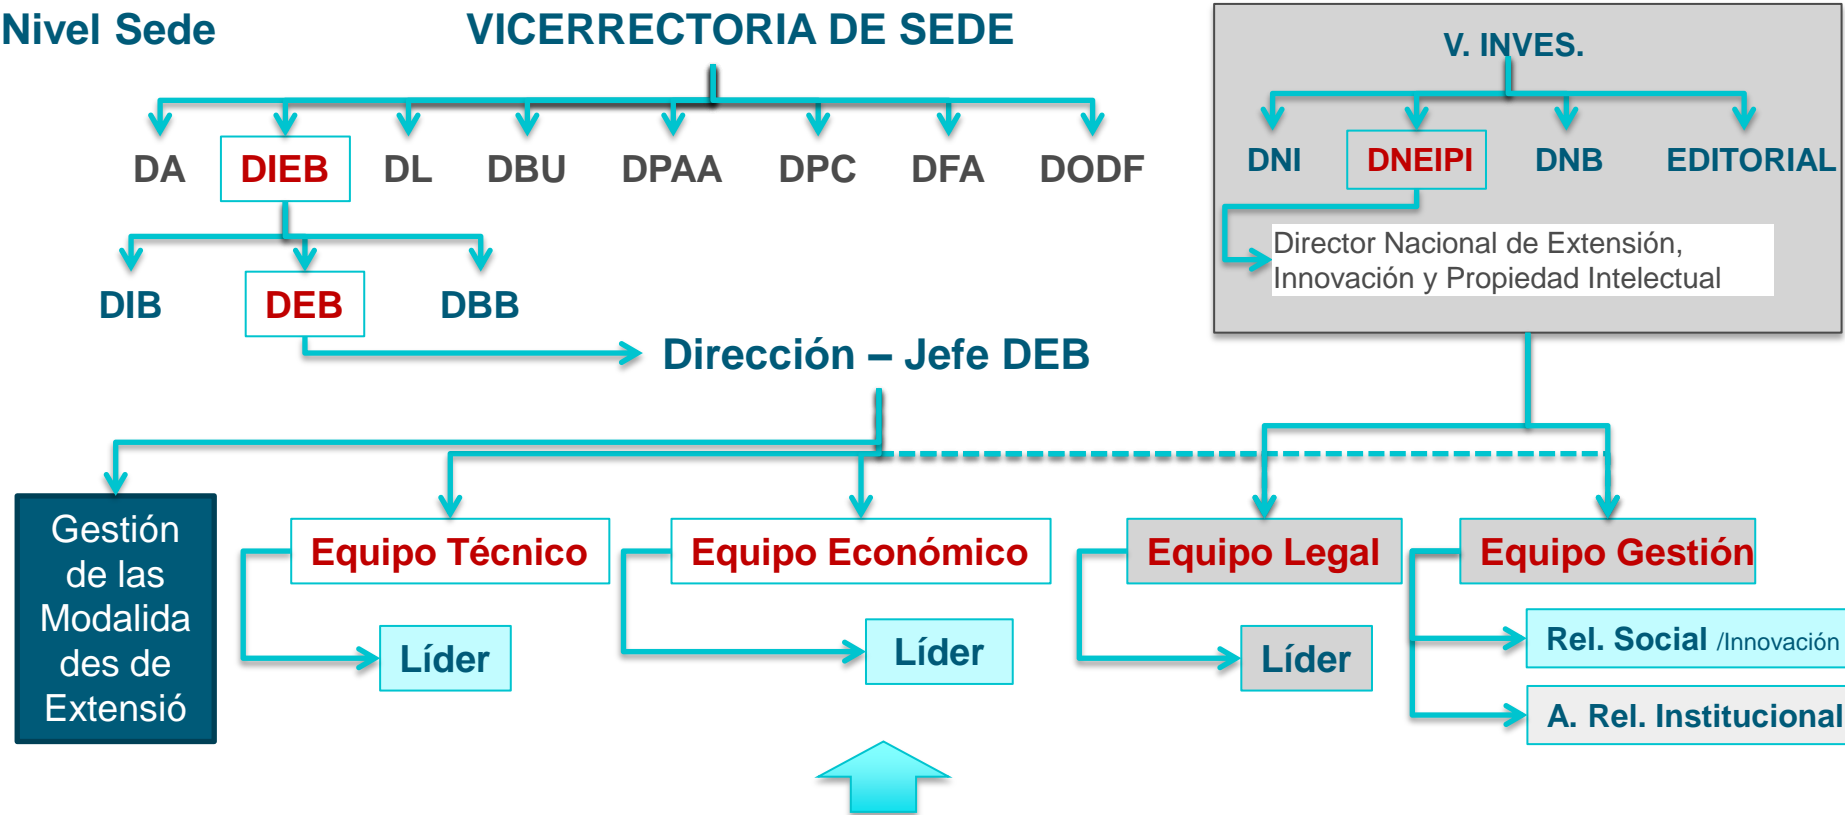 Nivel Sede
VICERRECTORIA DE SEDE
V. INVES.
DA
DIEB
DL
DBU
DPAA
DPC
DFA
DODF
DNI
DNEIPI
DNB
EDITORIAL
Director Nacional de Extensión,
Innovación y Propiedad Intelectual
DIB
DEB
DBB
Dirección – Jefe DEB
Gestión
de las
Modalida
des de
Extensió
Equipo Técnico
Equipo Económico
Equipo Legal
Equipo Gestión
Líder
Líder
Líder
Rel. Social /Innovación
A. Rel. Institucional